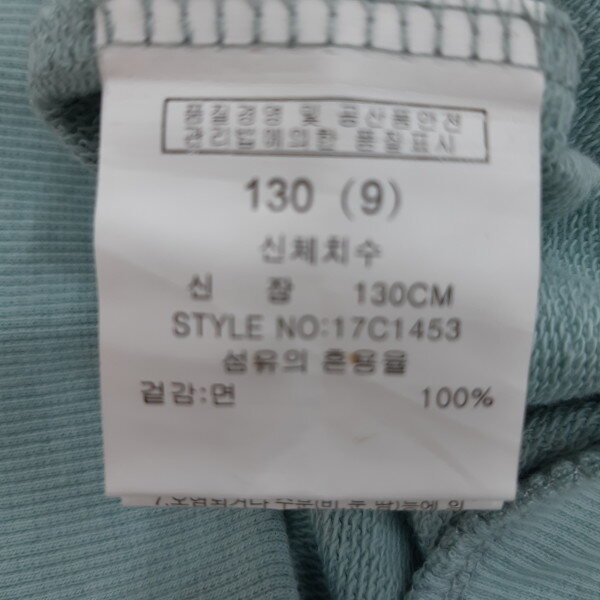 품질경영 및 공산품안전
관리법에의한 품질표시
130 (9)
신체치수
신 장 130CM
STYLE NO:17C1453
섬유의 혼용율
겉감:면 100%